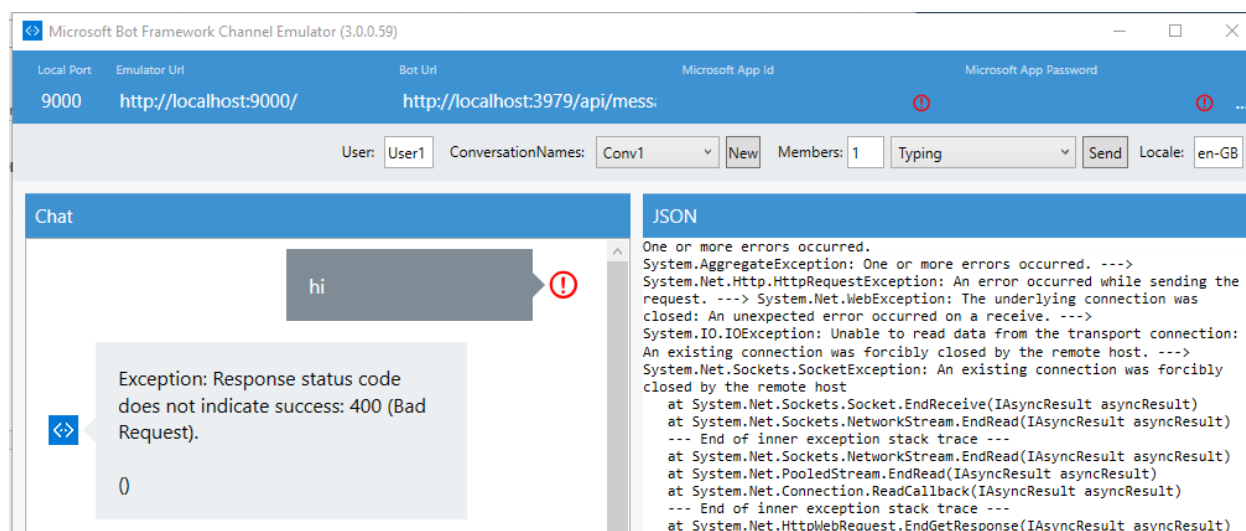 Microsoft Bot Framework Channel Emulator (3.0.0.59)
Local Port Emulator Url Bot Url Microsoft App Id Microsoft App Password
9000 http://localhost:9000/ http://localhost:3979/api/messa ...
User: User1 ConversationNames: Conv1 New Members: 1 Typing Send Locale: en-GB
Chat
hi
Exception: Response status code
does not indicate success: 400 (Bad
Request).
()
JSON
One or more errors occurred.
System.AggregateException: One or more errors occurred. --->
System.Net.Http.HttpRequestException: An error occurred while sending the
request. ---> System.Net.WebException: The underlying connection was
closed: An unexpected error occurred on a receive. --->
System.IO.IOException: Unable to read data from the transport connection:
An existing connection was forcibly closed by the remote host. --->
System.Net.Sockets.SocketException: An existing connection was forcibly
closed by the remote host
at System.Net.Sockets.Socket.EndReceive(IAsyncResult asyncResult)
at System.Net.Sockets.NetworkStream.EndRead(IAsyncResult asyncResult)
--- End of inner exception stack trace ---
at System.Net.Sockets.NetworkStream.EndRead(IAsyncResult asyncResult)
at System.Net.PooledStream.EndRead(IAsyncResult asyncResult)
at System.Net.Connection.ReadCallback(IAsyncResult asyncResult)
--- End of inner exception stack trace ---
at System.Net.HttpWebRequest.EndGetResponse(IAsyncResult asyncResult)